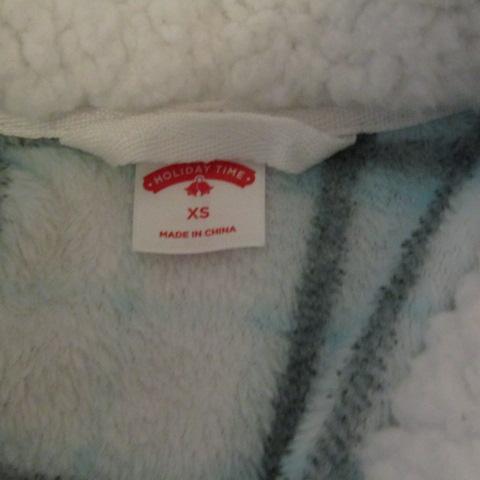 • HOLIDAY TIME •
XS
MADE IN CHINA